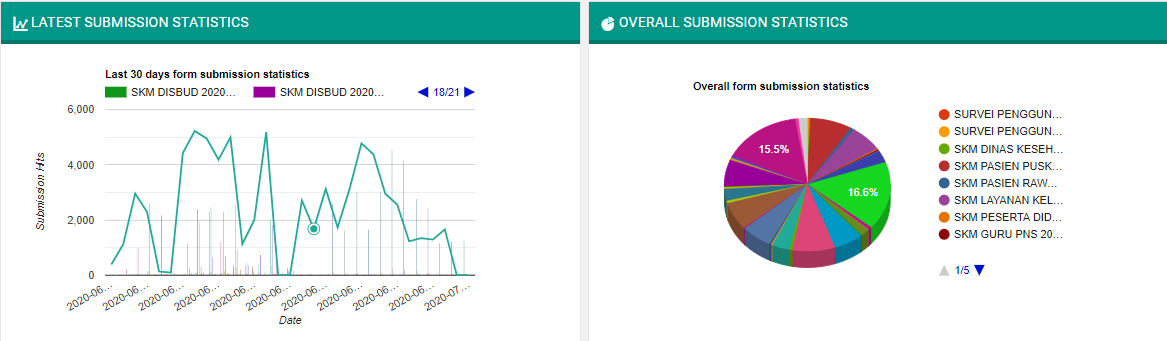 LATEST SUBMISSION STATISTICS
Last 30 days form submission statistics
SKM DISBUD 2020...
SKM DISBUD 2020...
18/21
6,000
4,000
2,000
0
Submission Hits
2020-06...
2020-06...
2020-06...
2020-06...
2020-06...
2020-06...
2020-06...
2020-06...
2020-06...
2020-07...
Date
OVERALL SUBMISSION STATISTICS
Overall form submission statistics
15.5%
16.6%
SURVEI PENGGUN...
SURVEI PENGGUN...
SKM DINAS KESEH...
SKM PASIEN PUSK...
SKM PASIEN RAW...
SKM LAYANAN KEL...
SKM PESERTA DID...
SKM GURU PNS 20...
1/5